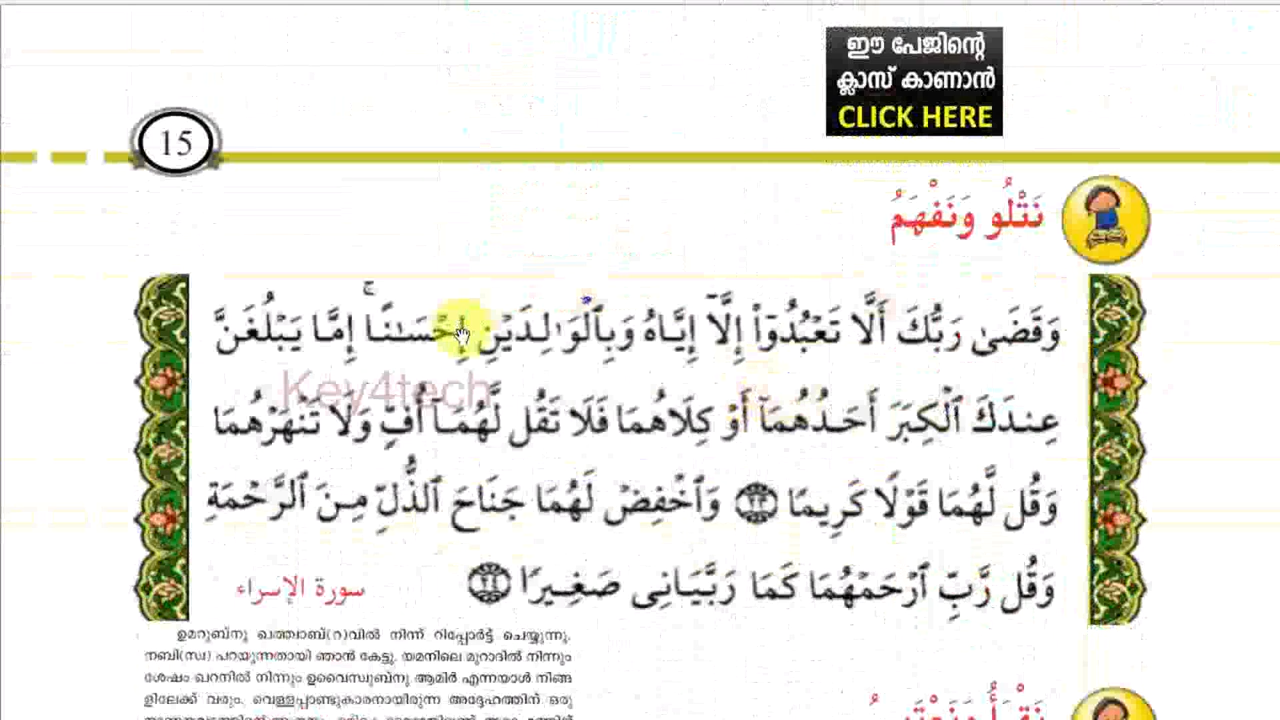 ഈ പേജിന്റെ
ക്ലാസ് കാണാൻ
CLICK HERE
15
نَتْلُو وَنَفْهَمُ
وَقَضَىٰ رَبُّكَ أَلَّا تَعْبُدُوٓا۟ إِلَّآ إِيَّاهُ وَبِٱلْوَٰلِدَيْنِ إِحْسَـٰنًا ۚ إِمَّا يَبْلُغَنَّ
Key4tech
عِندَكَ ٱلْكِبَرَ أَحَدُهُمَآ أَوْ كِلَاهُمَا فَلَا تَقُل لَّهُمَآ أُفٍّ وَلَا تَنْهَرْهُمَا
وَقُل لَّهُمَا قَوْلًا كَرِيمًا ٢٣ وَٱخْفِضْ لَهُمَا جَنَاحَ ٱلذُّلِّ مِنَ ٱلرَّحْمَةِ
وَقُل رَّبِّ ٱرْحَمْهُمَا كَمَا رَبَّيَانِى صَغِيرًا ٢٤ سورة الإسراء
ഉമറുബ്നു ഖത്ത്വാബ്(റ)വിൽ നിന്ന് റിപ്പോർട്ട് ചെയ്യുന്നു.
നബി(സ്വ) പറയുന്നതായി ഞാൻ കേട്ടു. യമനിലെ മുറാദിൽ നിന്നും
ശേഷം ഖറനിൽ നിന്നും ഉവൈസുബ്നു ആമിർ എന്നയാൾ നിങ്ങ
ളിലേക്ക് വരും. വെള്ളപ്പാണ്ടുകാരനായിരുന്ന അദ്ദേഹത്തിന് ഒരു